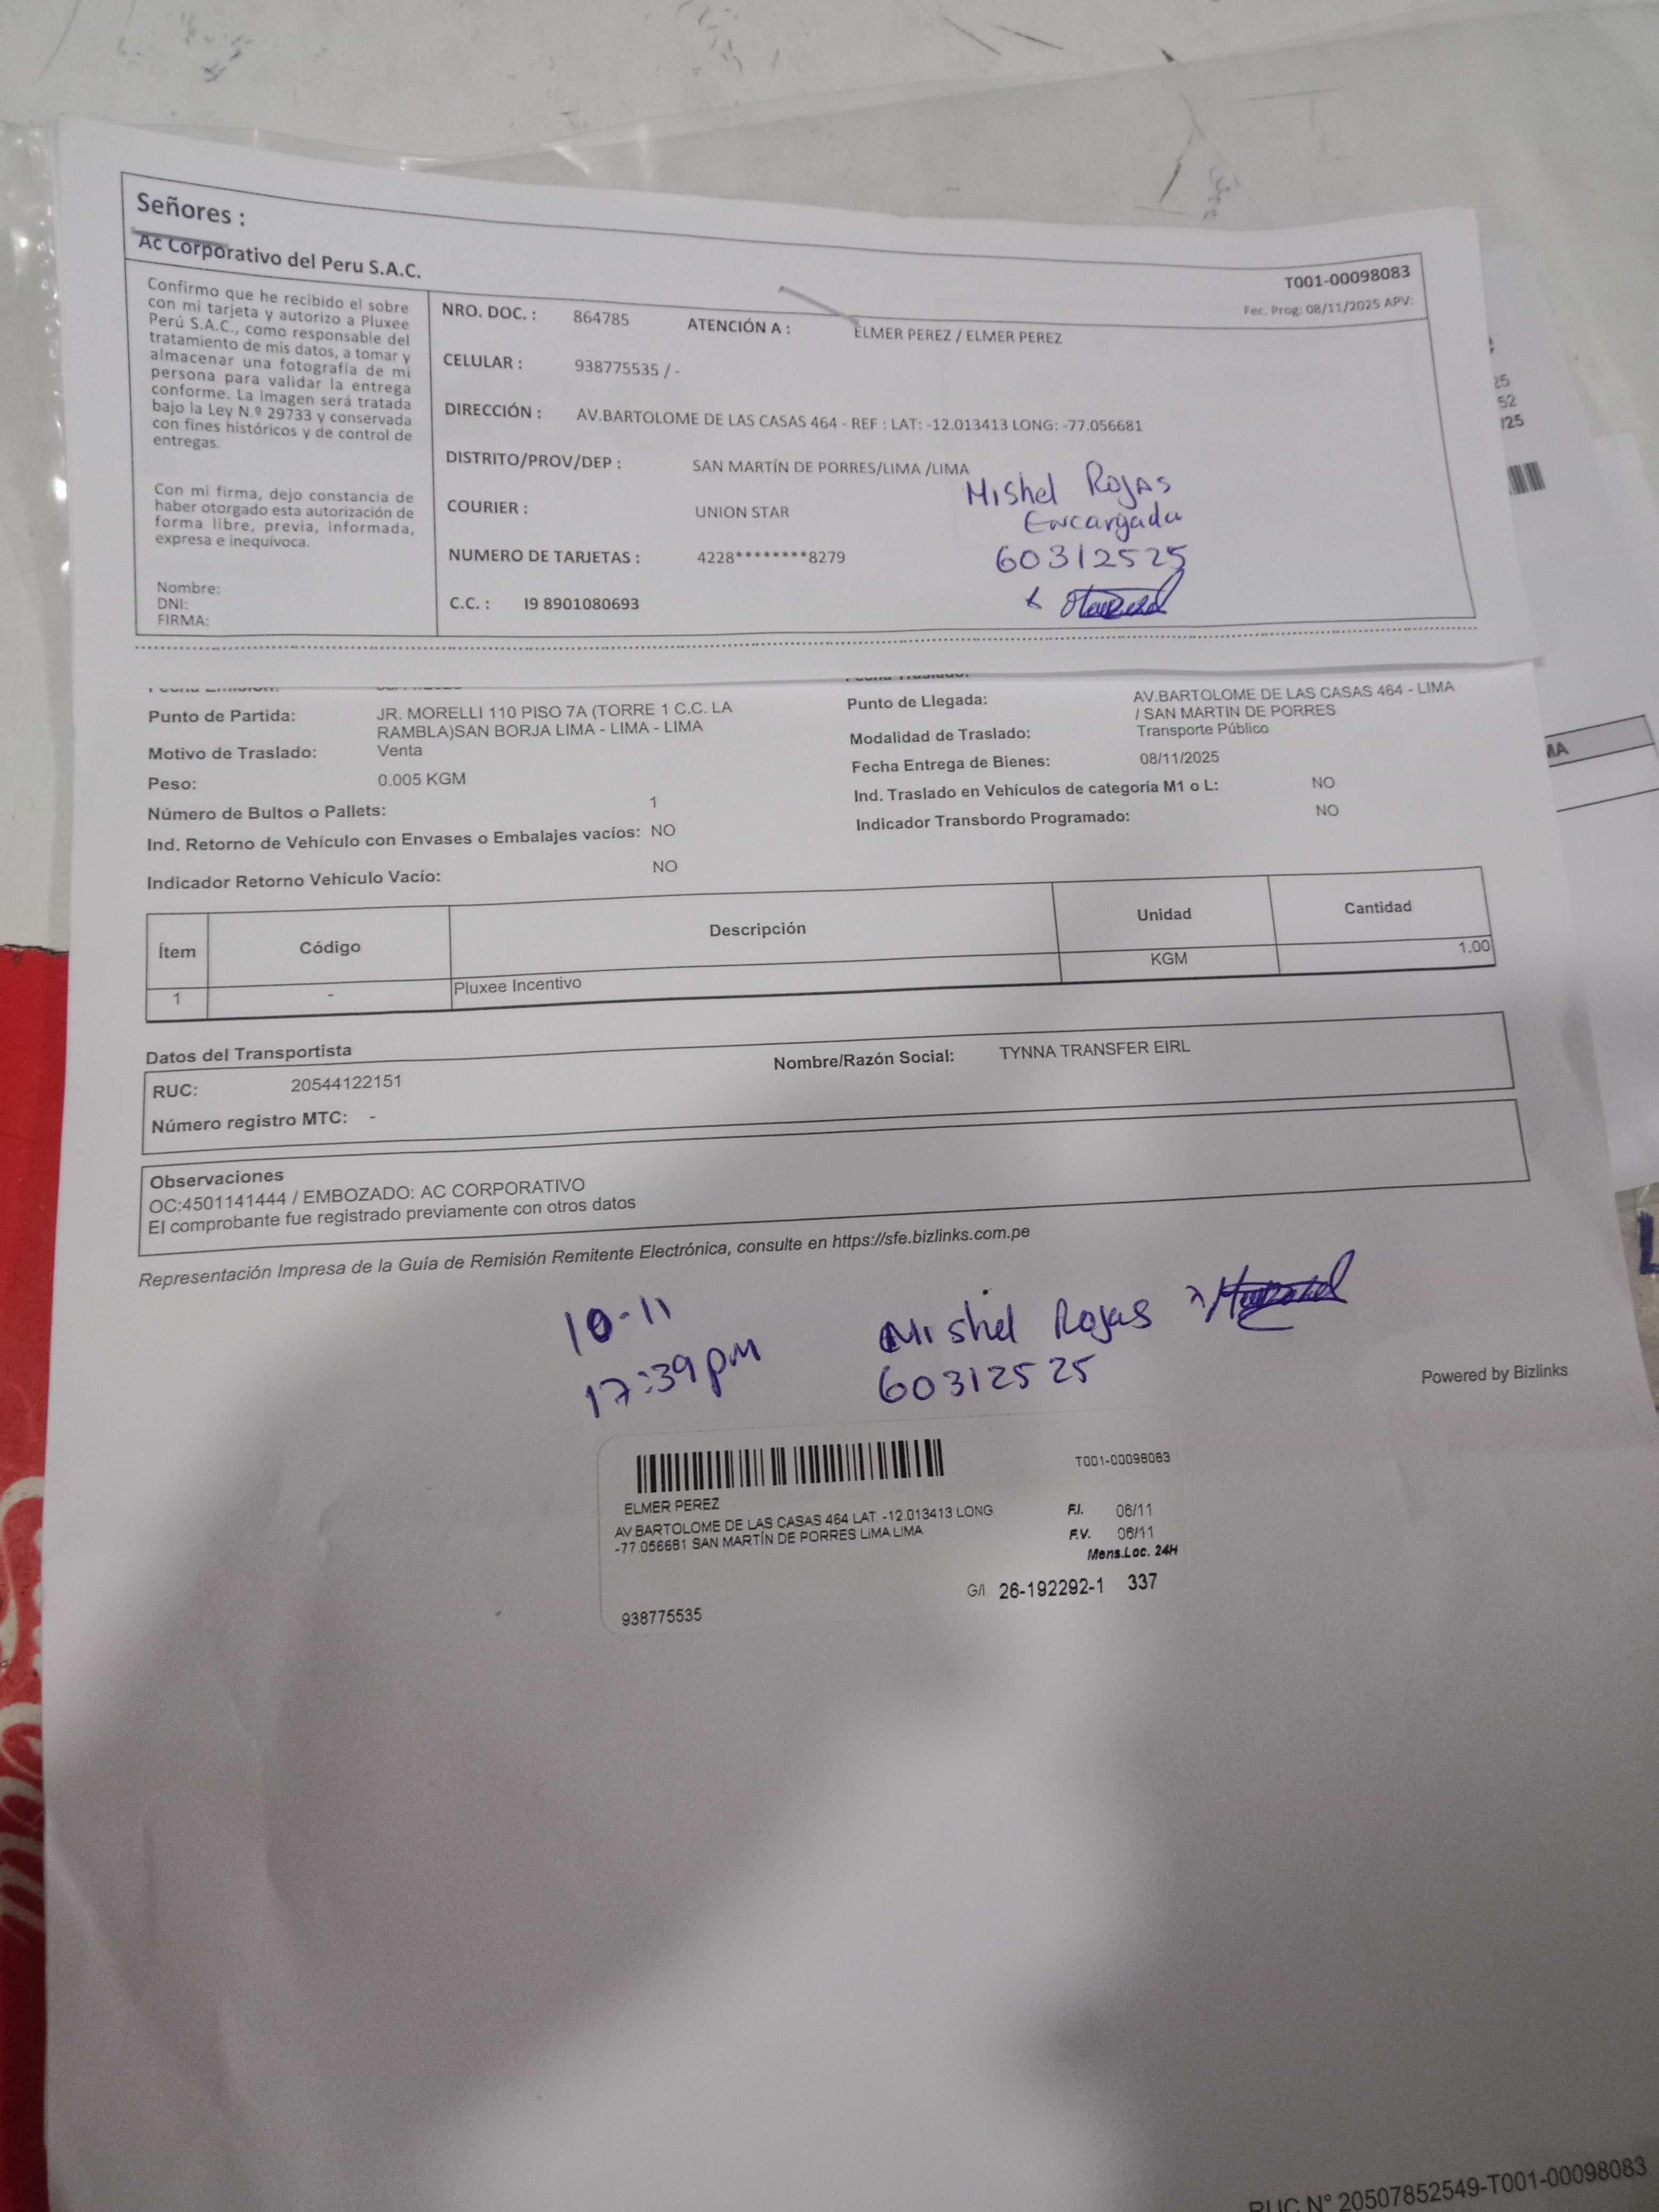 Señores :
Ac Corporativo del Peru S.A.C.
T001-00098083
Fec. Prog: 08/11/2025 APV:
Confirmo que he recibido el sobre
con mi tarjeta y autorizo a Pluxee
Perú S.A.C., como responsable del
tratamiento de mis datos, a tomar y
almacenar una fotografía de mi
persona para validar la entrega
conforme. La imagen será tratada
bajo la Ley N.º 29733 y conservada
con fines históricos y de control de
entregas.
Con mi firma, dejo constancia de
haber otorgado esta autorización de
forma libre, previa, informada,
expresa e inequívoca.
Nombre:
DNI:
FIRMA:
NRO. DOC. : 864785 ATENCIÓN A : ELMER PEREZ / ELMER PEREZ
CELULAR : 938775535 / -
DIRECCIÓN : AV.BARTOLOME DE LAS CASAS 464 - REF : LAT: -12.013413 LONG: -77.056681
DISTRITO/PROV/DEP : SAN MARTÍN DE PORRES/LIMA /LIMA
COURIER : UNION STAR
NUMERO DE TARJETAS : 4228********8279
C.C. : I9 8901080693
Mishel Rojas
Encargada
60312525
25
52
/25
Punto de Partida: JR. MORELLI 110 PISO 7A (TORRE 1 C.C. LA
RAMBLA)SAN BORJA LIMA - LIMA - LIMA
Motivo de Traslado: Venta
Peso: 0.005 KGM
Número de Bultos o Pallets: 1
Ind. Retorno de Vehículo con Envases o Embalajes vacíos: NO
Indicador Retorno Vehículo Vacío: NO
Punto de Llegada: AV.BARTOLOME DE LAS CASAS 464 - LIMA
/ SAN MARTIN DE PORRES
Modalidad de Traslado: Transporte Público
Fecha Entrega de Bienes: 08/11/2025
Ind. Traslado en Vehículos de categoría M1 o L: NO
Indicador Transbordo Programado: NO
MA
Ítem Código Descripción Unidad Cantidad
1 - Pluxee Incentivo KGM 1.00
Datos del Transportista
RUC: 20544122151 Nombre/Razón Social: TYNNA TRANSFER EIRL
Número registro MTC: -
Observaciones
OC:4501141444 / EMBOZADO: AC CORPORATIVO
El comprobante fue registrado previamente con otros datos
Representación Impresa de la Guía de Remisión Remitente Electrónica, consulte en https://sfe.bizlinks.com.pe
10-11
17:39pm
Mishel Rojas
60312525
Powered by Bizlinks
T001-00098083
ELMER PEREZ
AV.BARTOLOME DE LAS CASAS 464 LAT: -12.013413 LONG
-77.056681 SAN MARTÍN DE PORRES LIMA LIMA
F.I. 06/11
F.V. 06/11
Mens.Loc. 24H
G/I. 26-192292-1 337
938775535
RUC N° 20507852549-T001-00098083